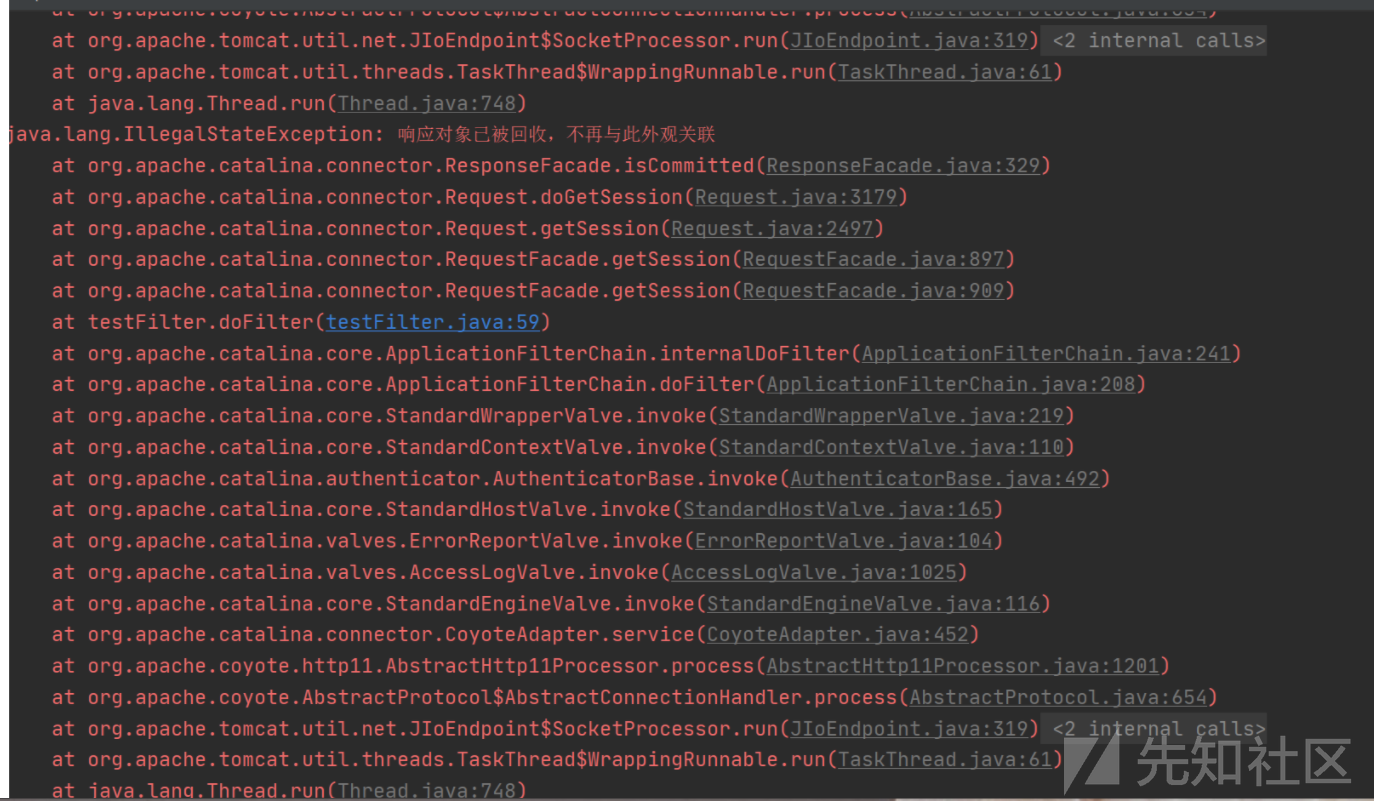 at org.apache.coyote.AbstractProtocol$AbstractConnectionHandler.process(AbstractProtocol.java:654)
at org.apache.tomcat.util.net.JIoEndpoint$SocketProcessor.run(JIoEndpoint.java:319) <2 internal calls>
at org.apache.tomcat.util.threads.TaskThread$WrappingRunnable.run(TaskThread.java:61)
at java.lang.Thread.run(Thread.java:748)
java.lang.IllegalStateException: 响应对象已被回收，不再与此外观关联
at org.apache.catalina.connector.ResponseFacade.isCommitted(ResponseFacade.java:329)
at org.apache.catalina.connector.Request.doGetSession(Request.java:3179)
at org.apache.catalina.connector.Request.getSession(Request.java:2497)
at org.apache.catalina.connector.RequestFacade.getSession(RequestFacade.java:897)
at org.apache.catalina.connector.RequestFacade.getSession(RequestFacade.java:909)
at testFilter.doFilter(testFilter.java:59)
at org.apache.catalina.core.ApplicationFilterChain.internalDoFilter(ApplicationFilterChain.java:241)
at org.apache.catalina.core.ApplicationFilterChain.doFilter(ApplicationFilterChain.java:208)
at org.apache.catalina.core.StandardWrapperValve.invoke(StandardWrapperValve.java:219)
at org.apache.catalina.core.StandardContextValve.invoke(StandardContextValve.java:110)
at org.apache.catalina.authenticator.AuthenticatorBase.invoke(AuthenticatorBase.java:492)
at org.apache.catalina.core.StandardHostValve.invoke(StandardHostValve.java:165)
at org.apache.catalina.valves.ErrorReportValve.invoke(ErrorReportValve.java:104)
at org.apache.catalina.valves.AccessLogValve.invoke(AccessLogValve.java:1025)
at org.apache.catalina.core.StandardEngineValve.invoke(StandardEngineValve.java:116)
at org.apache.catalina.connector.CoyoteAdapter.service(CoyoteAdapter.java:452)
at org.apache.coyote.http11.AbstractHttp11Processor.process(AbstractHttp11Processor.java:1201)
at org.apache.coyote.AbstractProtocol$AbstractConnectionHandler.process(AbstractProtocol.java:654)
at org.apache.tomcat.util.net.JIoEndpoint$SocketProcessor.run(JIoEndpoint.java:319) <2 internal calls>
at org.apache.tomcat.util.threads.TaskThread$WrappingRunnable.run(TaskThread.java:61)
先知社区
at java.lang.Thread.run(Thread.java:748)